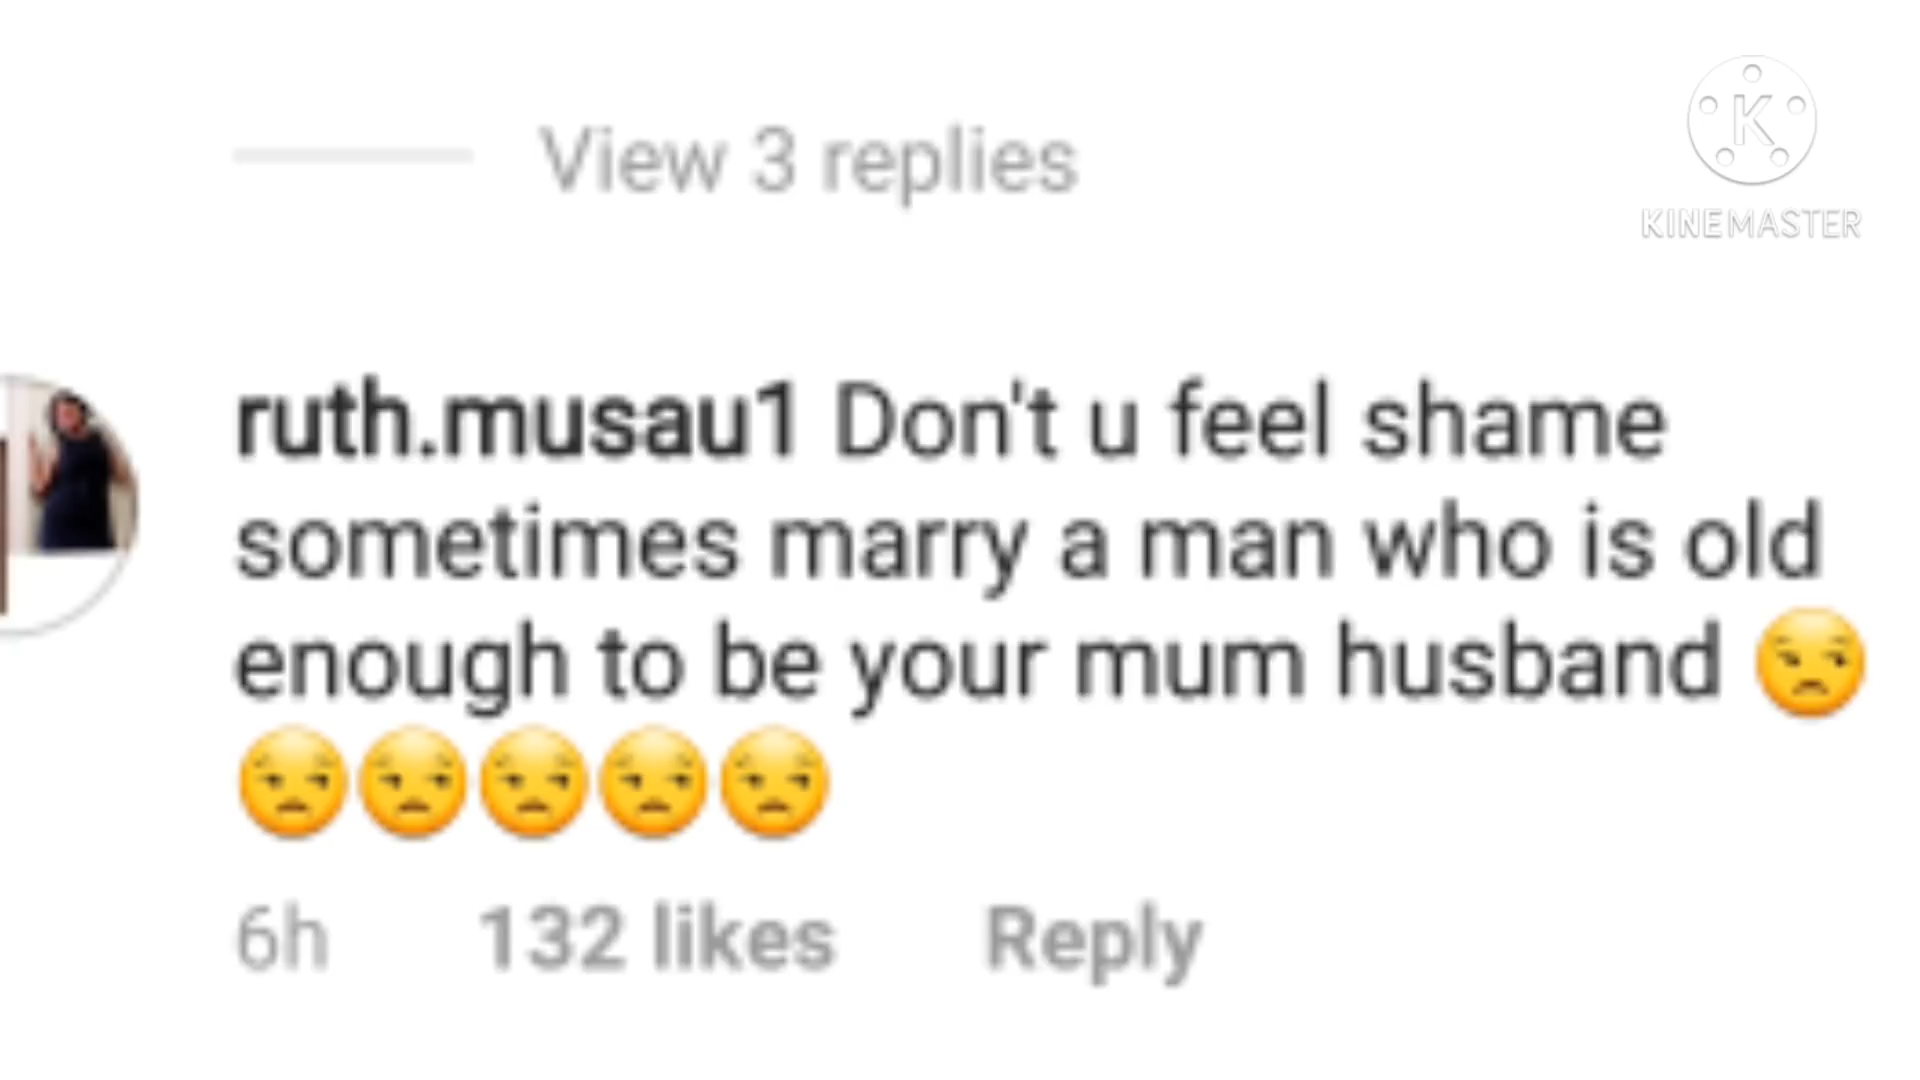 View 3 replies
K
KINEMASTER
ruth.musau1 Don't u feel shame
sometimes marry a man who is old
enough to be your mum husband 😒
😒😒😒😒😒
6h 132 likes Reply